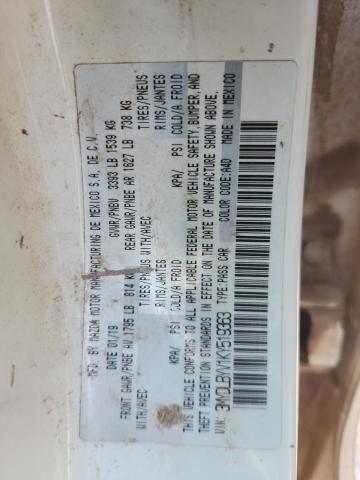 MFD BY MAZDA MOTOR MANUFACTURING DE MEXICO S.A. DE C.V.
DATE 01/19 GVWR/PNBV 3393 LB 1539 KG
FRONT GAWR/PNBE AV 1795 LB 814 KG REAR GAWR/PNBE AR 1627 LB 738 KG
TIRES/PNEUS TIRES/PNEUS
WITH/AVEC RIMS/JANTES WITH/AVEC RIMS/JANTES
KPA/ PSI COLD/A FROID KPA/ PSI COLD/A FROID
THIS VEHICLE CONFORMS TO ALL APPLICABLE FEDERAL MOTOR VEHICLE SAFETY, BUMPER, AND
THEFT PREVENTION STANDARDS IN EFFECT ON THE DATE OF MANUFACTURE SHOWN ABOVE.
VIN: TYPE:PASS CAR COLOR CODE:A4D MADE IN MEXICO